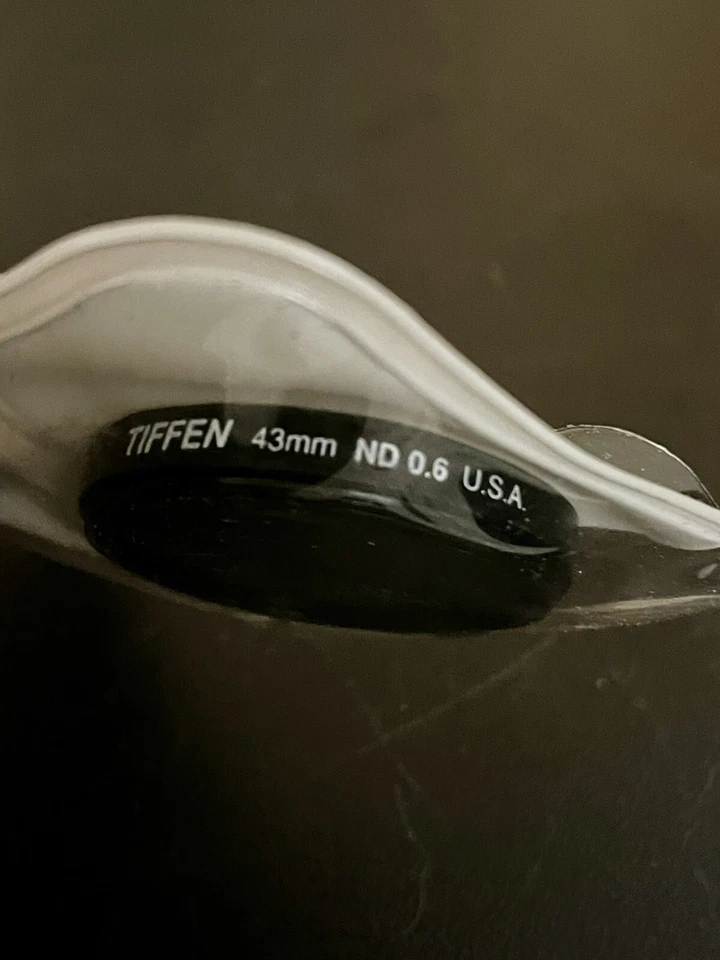 TIFFEN 43mm ND 0.6 U.S.A.